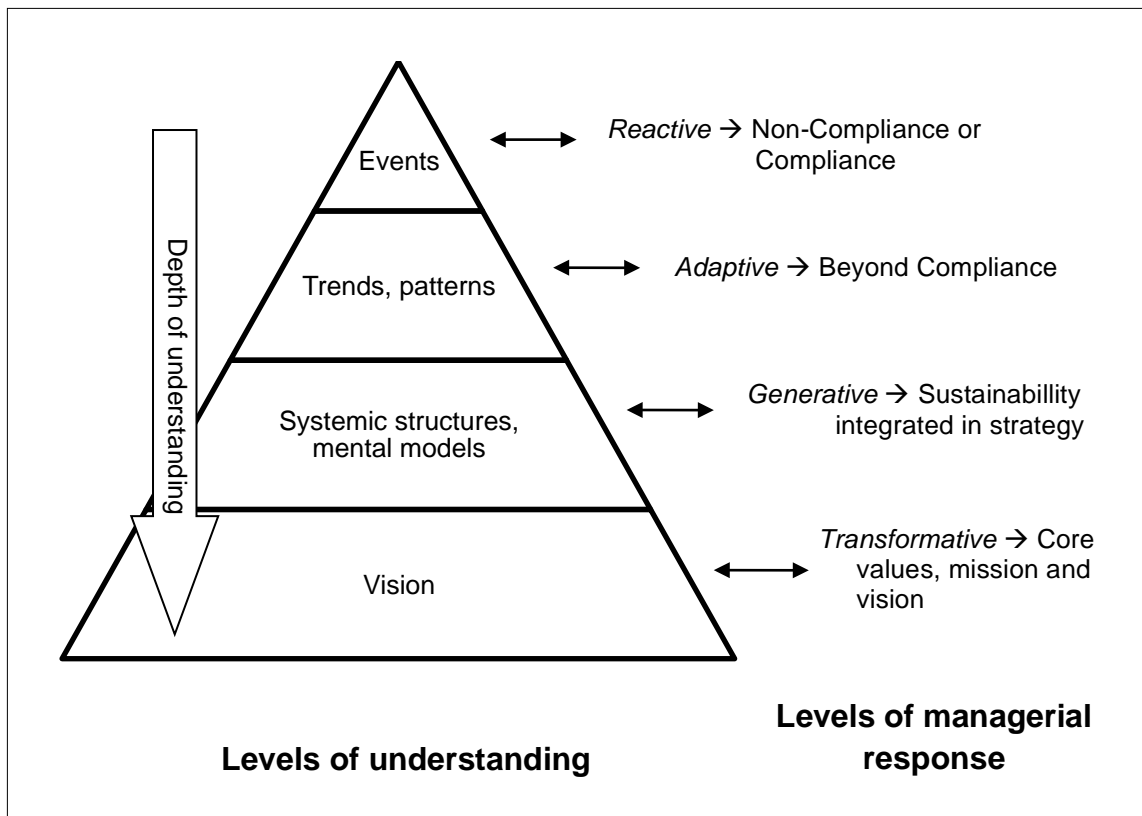 Events
Reactive → Non-Compliance or
Compliance
Depth of understanding
Trends, patterns
Adaptive → Beyond Compliance
Systemic structures,
mental models
Generative → Sustainabillity
integrated in strategy
Vision
Transformative → Core
values, mission and
vision
Levels of understanding
Levels of managerial
response